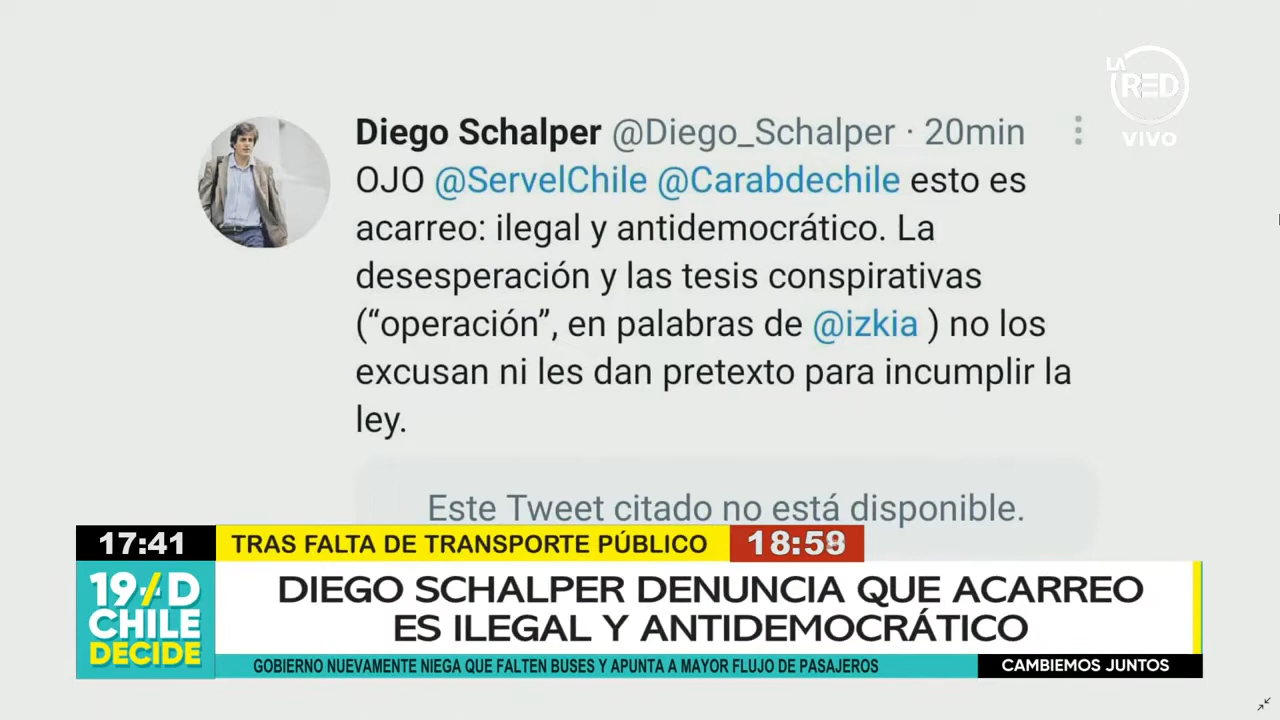 LA
RED
VIVO
Diego Schalper @Diego_Schalper · 20min
OJO @ServelChile @Carabdechile esto es
acarreo: ilegal y antidemocrático. La
desesperación y las tesis conspirativas
(“operación”, en palabras de @izkia ) no los
excusan ni les dan pretexto para incumplir la
ley.
Este Tweet citado no está disponible.
17:41
TRAS FALTA DE TRANSPORTE PÚBLICO
19/D
CHILE
DECIDE
DIEGO SCHALPER DENUNCIA QUE ACARREO
ES ILEGAL Y ANTIDEMOCRÁTICO
GOBIERNO NUEVAMENTE NIEGA QUE FALTEN BUSES Y APUNTA A MAYOR FLUJO DE PASAJEROS
CAMBIEMOS JUNTOS